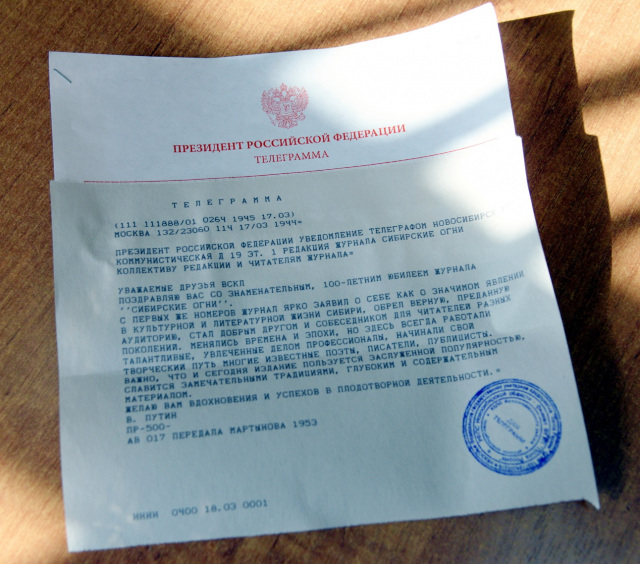 ПРЕЗИДЕНТ РОССИЙСКОЙ ФЕДЕРАЦИИ
ТЕЛЕГРАММА
ТЕЛЕГРАММА
(111 111888/01 0264 1945 17.03)
МОСКВА 132/23060 114 17/03 1944=
ПРЕЗИДЕНТ РОССИЙСКОЙ ФЕДЕРАЦИИ УВЕДОМЛЕНИЕ ТЕЛЕГРАФОМ НОВОСИБИРСК
КОММУНИСТИЧЕСКАЯ Д 19 ЭТ. 1 РЕДАКЦИЯ ЖУРНАЛА СИБИРСКИЕ ОГНИ
КОЛЛЕКТИВУ РЕДАКЦИИ И ЧИТАТЕЛЯМ ЖУРНАЛА=
УВАЖАЕМЫЕ ДРУЗЬЯ ВСКЛ
ПОЗДРАВЛЯЮ ВАС СО ЗНАМЕНАТЕЛЬНЫМ, 100-ЛЕТНИМ ЮБИЛЕЕМ ЖУРНАЛА
''СИБИРСКИЕ ОГНИ''.
С ПЕРВЫХ ЖЕ НОМЕРОВ ЖУРНАЛ ЯРКО ЗАЯВИЛ О СЕБЕ КАК О ЗНАЧИМОМ ЯВЛЕНИИ
В КУЛЬТУРНОЙ И ЛИТЕРАТУРНОЙ ЖИЗНИ СИБИРИ, ОБРЕЛ ВЕРНУЮ, ПРЕДАННУЮ
АУДИТОРИЮ, СТАЛ ДОБРЫМ ДРУГОМ И СОБЕСЕДНИКОМ ДЛЯ ЧИТАТЕЛЕЙ РАЗНЫХ
ПОКОЛЕНИЙ. МЕНЯЛИСЬ ВРЕМЕНА И ЭПОХИ, НО ЗДЕСЬ ВСЕГДА РАБОТАЛИ
ТАЛАНТЛИВЫЕ, УВЛЕЧЕННЫЕ ДЕЛОМ ПРОФЕССИОНАЛЫ, НАЧИНАЛИ СВОЙ
ТВОРЧЕСКИЙ ПУТЬ МНОГИЕ ИЗВЕСТНЫЕ ПОЭТЫ, ПИСАТЕЛИ, ПУБЛИЦИСТЫ.
ВАЖНО, ЧТО И СЕГОДНЯ ИЗДАНИЕ ПОЛЬЗУЕТСЯ ЗАСЛУЖЕННОЙ ПОПУЛЯРНОСТЬЮ,
СЛАВИТСЯ ЗАМЕЧАТЕЛЬНЫМИ ТРАДИЦИЯМИ, ГЛУБОКИМ И СОДЕРЖАТЕЛЬНЫМ
МАТЕРИАЛОМ.
ЖЕЛАЮ ВАМ ВДОХНОВЕНИЯ И УСПЕХОВ В ПЛОДОТВОРНОЙ ДЕЯТЕЛЬНОСТИ.=
В. ПУТИН
ПР-500-
АВ 017 ПЕРЕДАЛА МАРТЫНОВА 1953
ДЛЯ
ТЕЛЕГРАММ
НННН 0400 18.03 0001